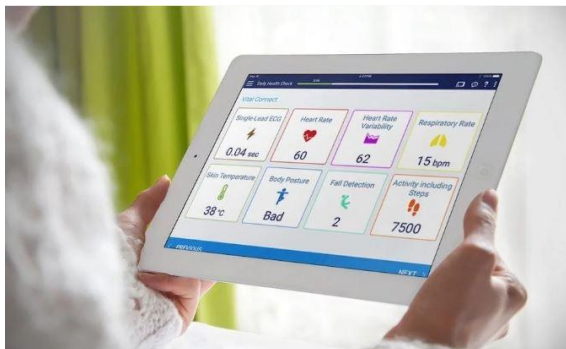 Daily Health Check
Vital Connect
Single-Lead ECG
0.04 sec
Heart Rate
60
Heart Rate
Variability
62
Respiratory Rate
15 bpm
Skin Temperature
38 °C
Body Posture
Bad
Fall Detection
2
Activity including
Steps
7500
PREVIOUS
NEXT